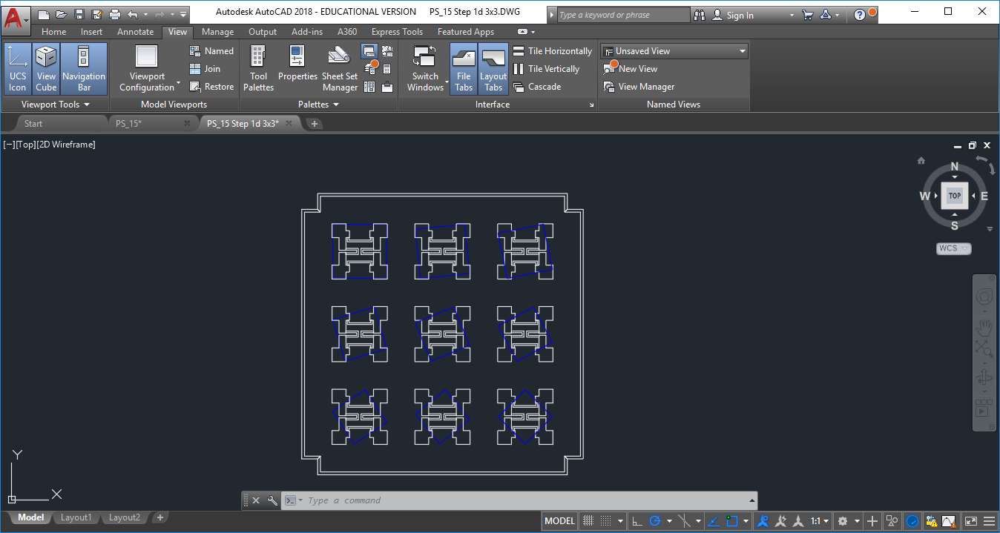 Autodesk AutoCAD 2018 - EDUCATIONAL VERSION PS_15 Step 1d 3x3.DWG
Type a keyword or phrase
Sign In
Home Insert Annotate View Manage Output Add-ins A360 Express Tools Featured Apps
UCS Icon
View Cube
Navigation Bar
Viewport Configuration
Named
Join
Restore
Tool Palettes
Properties
Sheet Set Manager
Switch Windows
File Tabs
Layout Tabs
Tile Horizontally
Tile Vertically
Cascade
Unsaved View
New View
View Manager
Viewport Tools
Model Viewports
Palettes
Interface
Named Views
Start PS_15* PS_15 Step 1d 3x3*
[−][Top][2D Wireframe]
N
W TOP E
S
WCS
Y
X
Type a command
Model Layout1 Layout2
MODEL
1:1